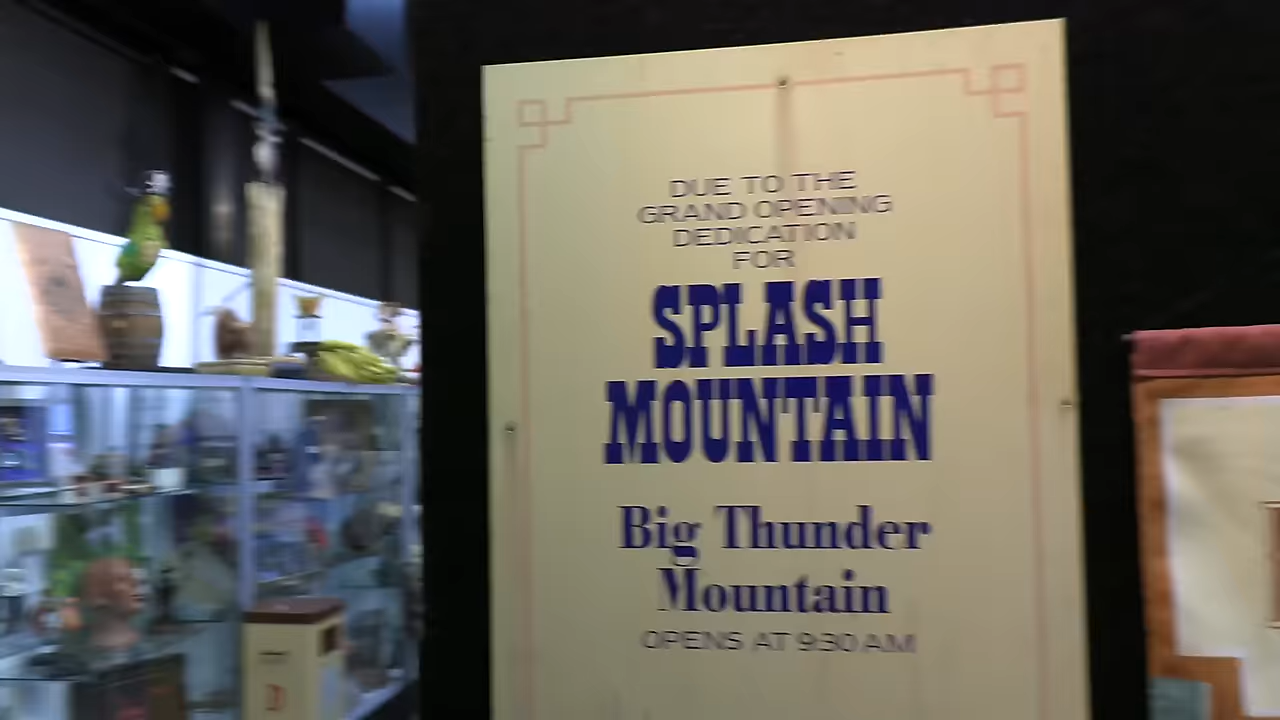 DUE TO THE
GRAND OPENING
DEDICATION
FOR
SPLASH
MOUNTAIN
Big Thunder
Mountain
OPENS AT 9:30 AM